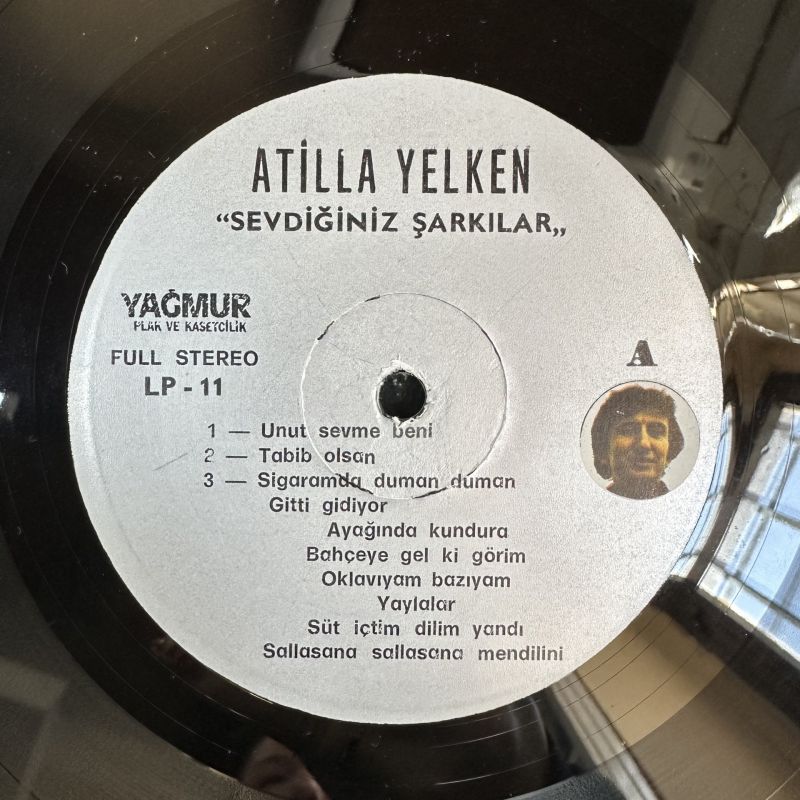 ATİLLA YELKEN
“SEVDİĞİNİZ ŞARKILAR„
YAĞMUR
PLAK VE KASETCİLİK
FULL STEREO
LP - 11
A
1 — Unut sevme beni
2 — Tabib olsan
3 — Sigaramda duman duman
Gitti gidiyor
Ayağında kundura
Bahçeye gel ki görim
Oklavıyam bazıyam
Yaylalar
Süt içtim dilim yandı
Sallasana sallasana mendilini